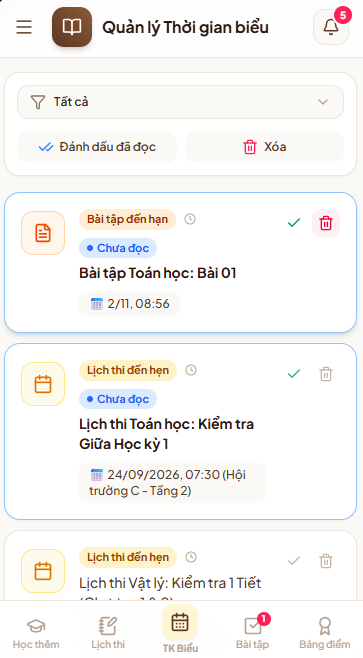 Quản lý Thời gian biểu
5
Tất cả
Đánh dấu đã đọc
Xóa
Bài tập đến hạn
Chưa đọc
Bài tập Toán học: Bài 01
2/11, 08:56
Lịch thi đến hẹn
Chưa đọc
Lịch thi Toán học: Kiểm tra
Giữa Học kỳ 1
24/09/2026, 07:30 (Hội
trường C - Tầng 2)
Lịch thi đến hẹn
Lịch thi Vật lý: Kiểm tra 1 Tiết
Học thêm
Lịch thi
TK Biểu
1
Bài tập
Bảng điểm